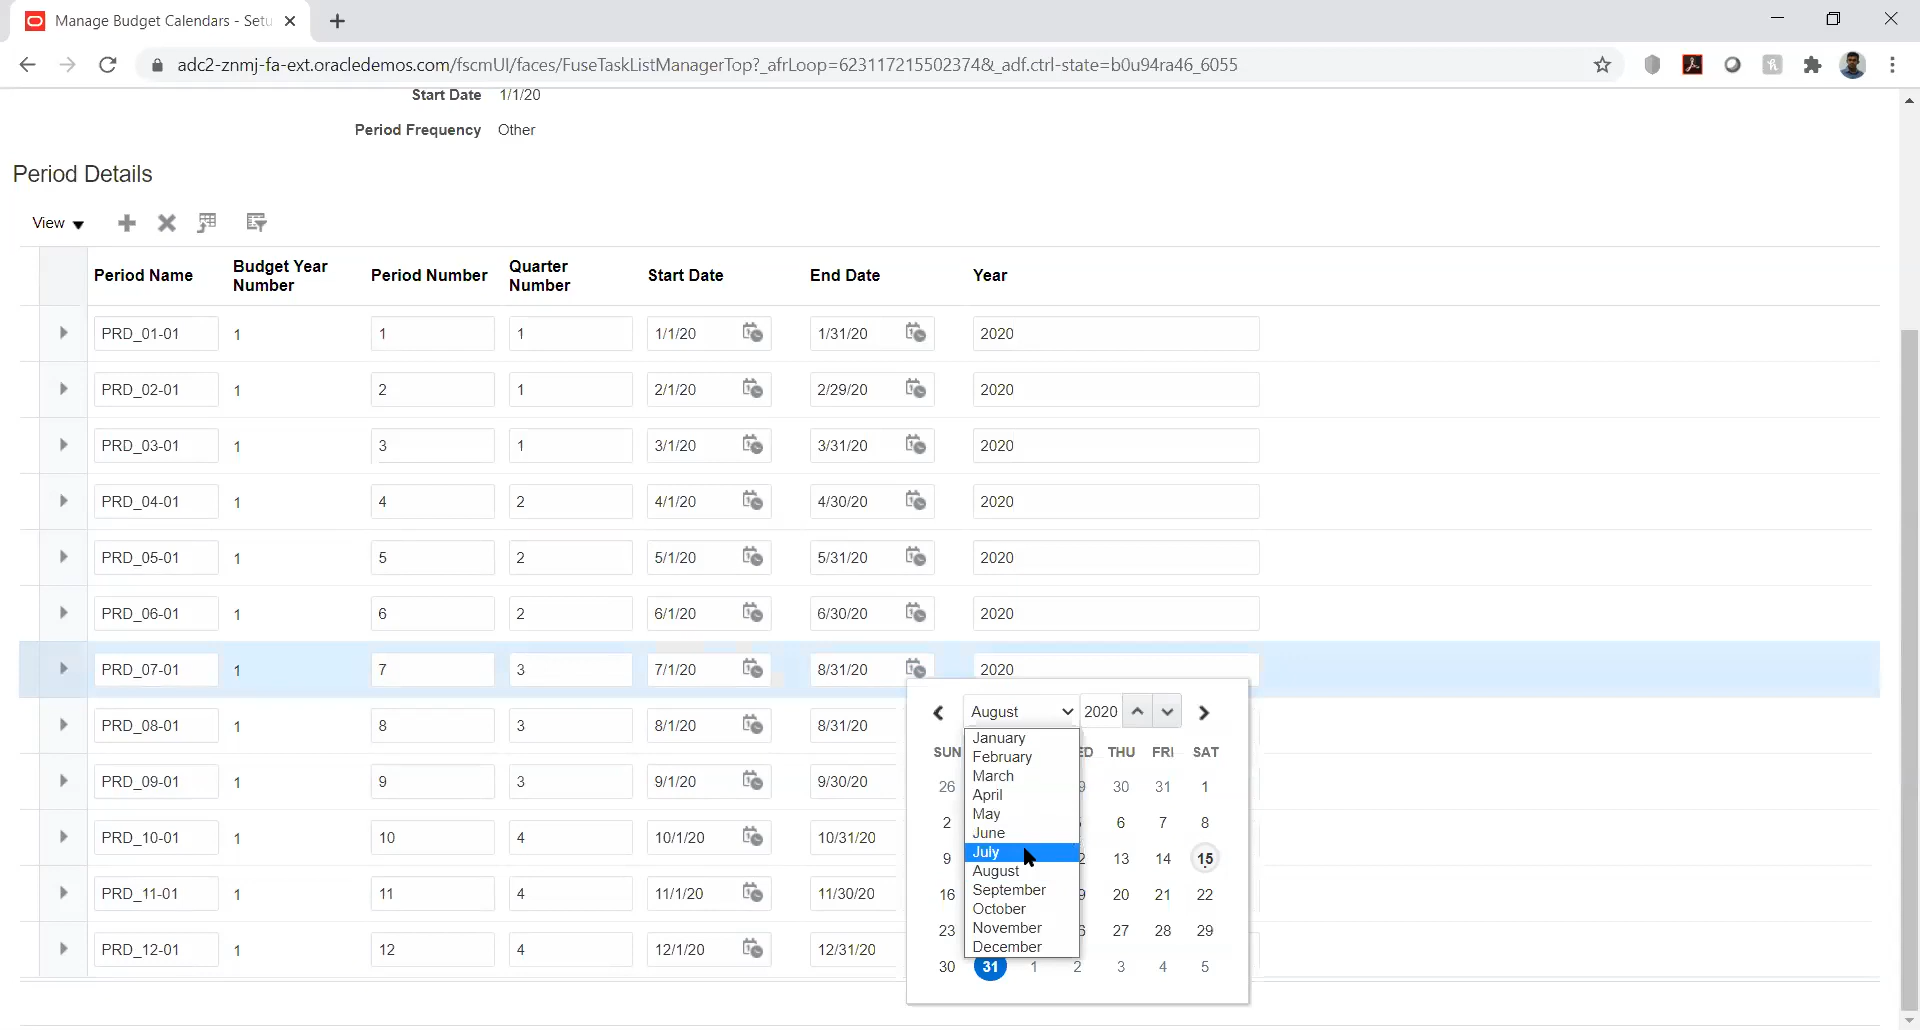 Manage Budget Calendars - Setu
adc2-znmj-fa-ext.oracledemos.com/fscmUI/faces/FuseTaskListManagerTop?_afrLoop=62311721550237​4&_adf.ctrl-state=b0u94ra46_6055
Start Date 1/1/20
Period Frequency Other
Period Details
View
Period Name Budget Year Number Period Number Quarter Number Start Date End Date Year
PRD_01-01 1 1 1 1/1/20 1/31/20 2020
PRD_02-01 1 2 1 2/1/20 2/29/20 2020
PRD_03-01 1 3 1 3/1/20 3/31/20 2020
PRD_04-01 1 4 2 4/1/20 4/30/20 2020
PRD_05-01 1 5 2 5/1/20 5/31/20 2020
PRD_06-01 1 6 2 6/1/20 6/30/20 2020
PRD_07-01 1 7 3 7/1/20 8/31/20 2020
PRD_08-01 1 8 3 8/1/20 8/31/20
PRD_09-01 1 9 3 9/1/20 9/30/20
PRD_10-01 1 10 4 10/1/20 10/31/20
PRD_11-01 1 11 4 11/1/20 11/30/20
PRD_12-01 1 12 4 12/1/20 12/31/20
August 2020
SUN ED THU FRI SAT
January
February
March
April
May
June
July
August
September
October
November
December
26 30 31 1
2 6 7 8
9 13 14 15
16 20 21 22
23 27 28 29
30 31 1 2 3 4 5